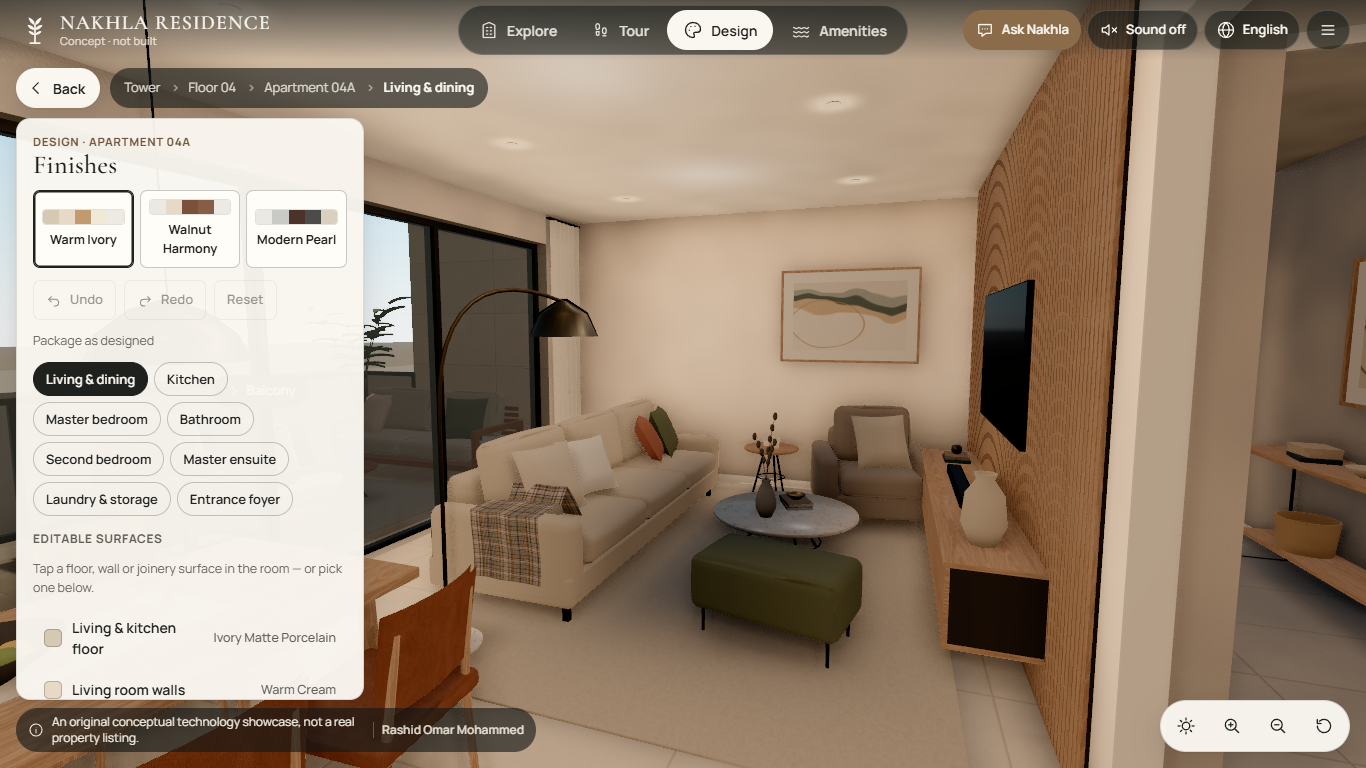 NAKHLA RESIDENCE
Concept · not built
Explore
Tour
Design
Amenities
Ask Nakhla
Sound off
English
Back
Tower › Floor 04 › Apartment 04A › Living & dining
DESIGN · APARTMENT 04A
Finishes
Warm Ivory
Walnut
Harmony
Modern Pearl
Undo
Redo
Reset
Package as designed
Living & dining
Kitchen
Balcony
Master bedroom
Bathroom
Second bedroom
Master ensuite
Laundry & storage
Entrance foyer
EDITABLE SURFACES
Tap a floor, wall or joinery surface in the room — or pick
one below.
Living & kitchen
floor
Ivory Matte Porcelain
Living room walls
Warm Cream
An original conceptual technology showcase, not a real
property listing.
Rashid Omar Mohammed